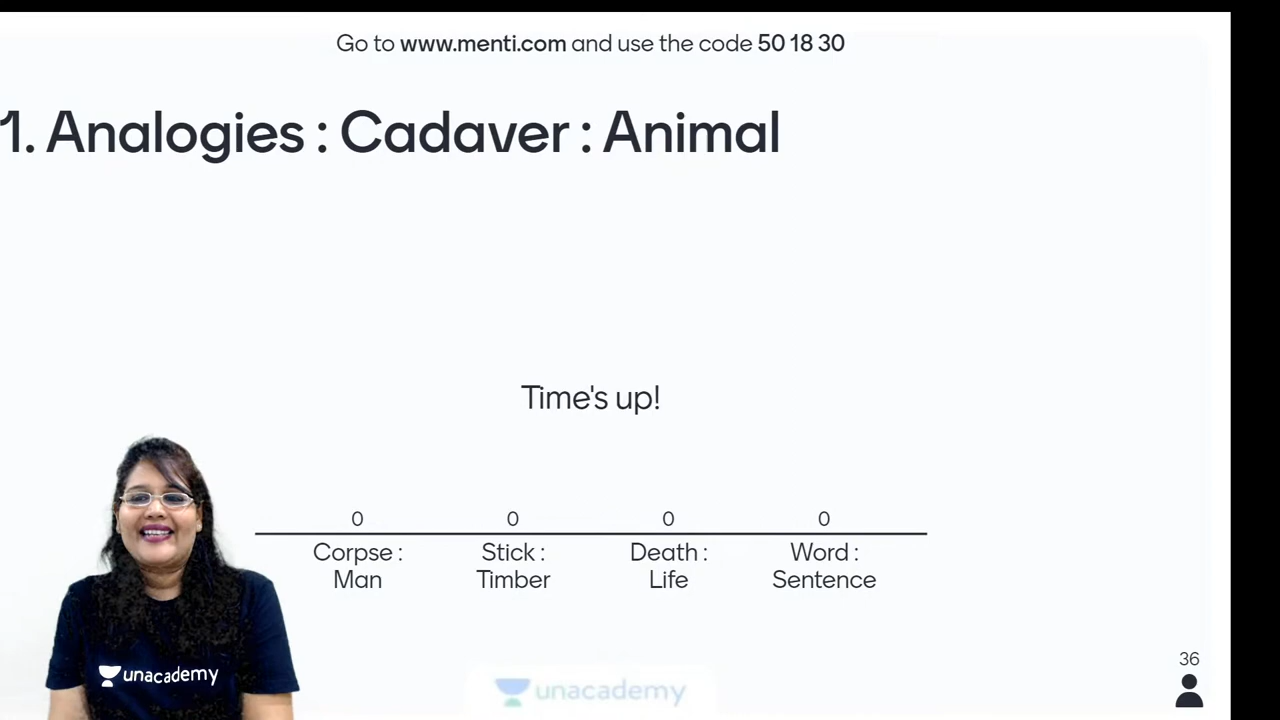 Go to www.menti.com and use the code 50 18 30
1. Analogies : Cadaver : Animal
Time's up!
0 0 0 0
Corpse : Man
Stick : Timber
Death : Life
Word : Sentence
36
unacademy
unacademy